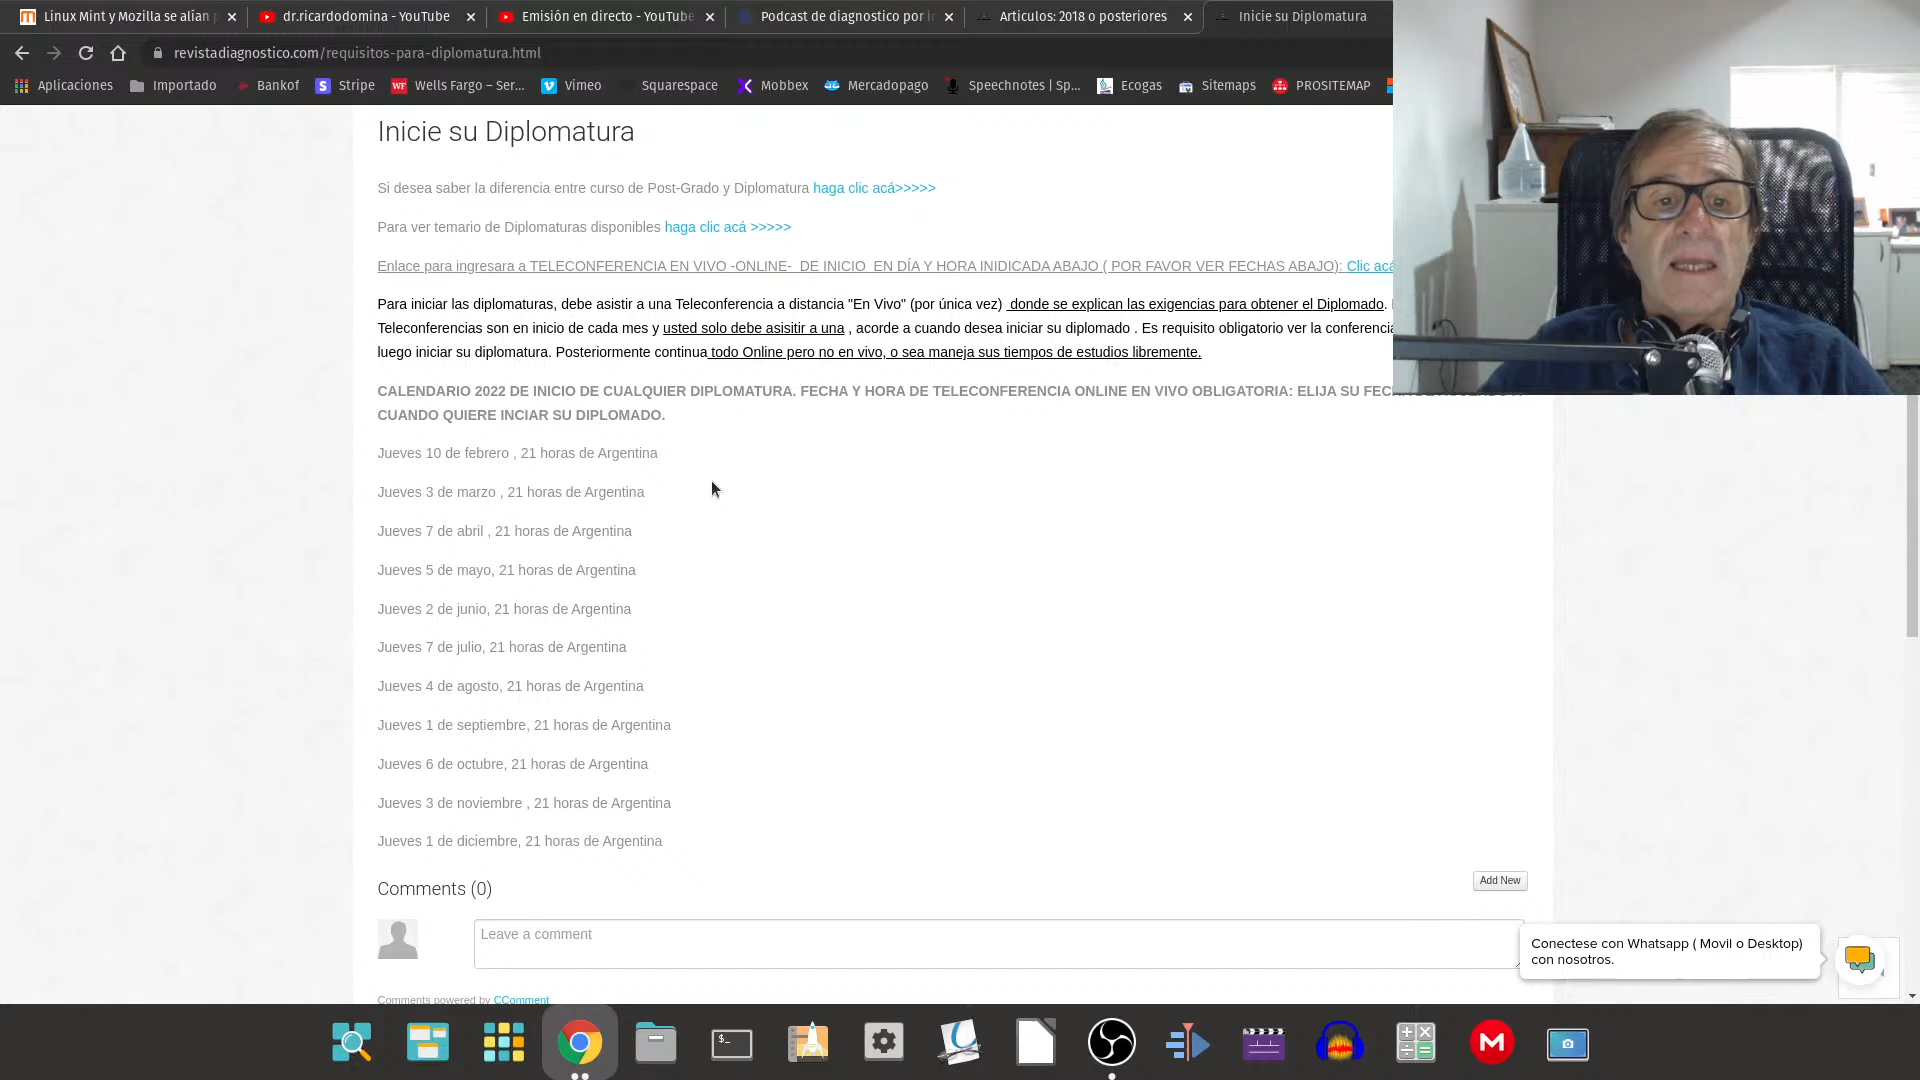 Linux Mint y Mozilla se alían
dr.ricardodomina - YouTube
Emisión en directo - YouTube
Podcast de diagnostico por i
Articulos: 2018 o posteriores
Inicie su Diplomatura
revistadiagnostico.com/requisitos-para-diplomatura.html
Aplicaciones
Importado
Bankof
Stripe
Wells Fargo – Ser...
Vimeo
Squarespace
Mobbex
Mercadopago
Speechnotes | Sp...
Ecogas
Sitemaps
PROSITEMAP
Inicie su Diplomatura
Si desea saber la diferencia entre curso de Post-Grado y Diplomatura haga clic acá>>>>>
Para ver temario de Diplomaturas disponibles haga clic acá >>>>>
Enlace para ingresara a TELECONFERENCIA EN VIVO -ONLINE- DE INICIO EN DÍA Y HORA INIDICADA ABAJO ( POR FAVOR VER FECHAS ABAJO): Clic acá
Para iniciar las diplomaturas, debe asistir a una Teleconferencia a distancia "En Vivo" (por única vez) donde se explican las exigencias para obtener el Diplomado.
Teleconferencias son en inicio de cada mes y usted solo debe asisitir a una , acorde a cuando desea iniciar su diplomado . Es requisito obligatorio ver la conferencia
luego iniciar su diplomatura. Posteriormente continua todo Online pero no en vivo, o sea maneja sus tiempos de estudios libremente.
CALENDARIO 2022 DE INICIO DE CUALQUIER DIPLOMATURA. FECHA Y HORA DE TELECONFERENCIA ONLINE EN VIVO OBLIGATORIA: ELIJA SU
CUANDO QUIERE INCIAR SU DIPLOMADO.
Jueves 10 de febrero , 21 horas de Argentina
Jueves 3 de marzo , 21 horas de Argentina
Jueves 7 de abril , 21 horas de Argentina
Jueves 5 de mayo, 21 horas de Argentina
Jueves 2 de junio, 21 horas de Argentina
Jueves 7 de julio, 21 horas de Argentina
Jueves 4 de agosto, 21 horas de Argentina
Jueves 1 de septiembre, 21 horas de Argentina
Jueves 6 de octubre, 21 horas de Argentina
Jueves 3 de noviembre , 21 horas de Argentina
Jueves 1 de diciembre, 21 horas de Argentina
Comments (0)
Add New
Leave a comment
Conectese con Whatsapp ( Movil o Desktop)
con nosotros.
Comments powered by CComment